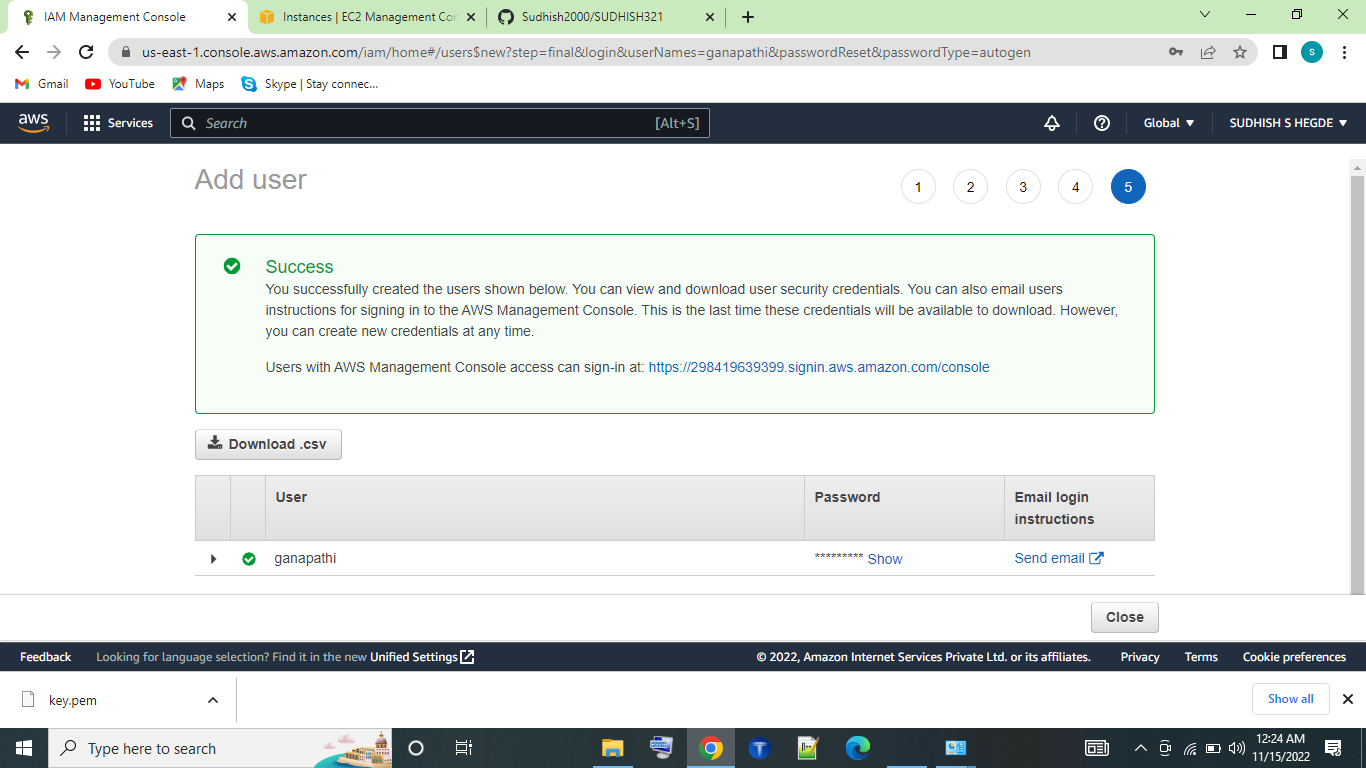 IAM Management Console
Instances | EC2 Management Con
Sudhish2000/SUDHISH321
us-east-1.console.aws.amazon.com/iam/home#/users$new?step=final&login&userNames=ganapathi&passwordReset&passwordType=autogen
s
Gmail
YouTube
Maps
Skype | Stay connec...
aws
Services
Search
[Alt+S]
Global
SUDHISH S HEGDE
Add user
1 2 3 4 5
Success
You successfully created the users shown below. You can view and download user security credentials. You can also email users
instructions for signing in to the AWS Management Console. This is the last time these credentials will be available to download. However,
you can create new credentials at any time.
Users with AWS Management Console access can sign-in at: https://298419639399.signin.aws.amazon.com/console
Download .csv
User
Password
Email login
instructions
ganapathi
********* Show
Send email
Close
Feedback
Looking for language selection? Find it in the new Unified Settings
© 2022, Amazon Internet Services Private Ltd. or its affiliates.
Privacy
Terms
Cookie preferences
key.pem
Show all
Type here to search
12:24 AM
11/15/2022